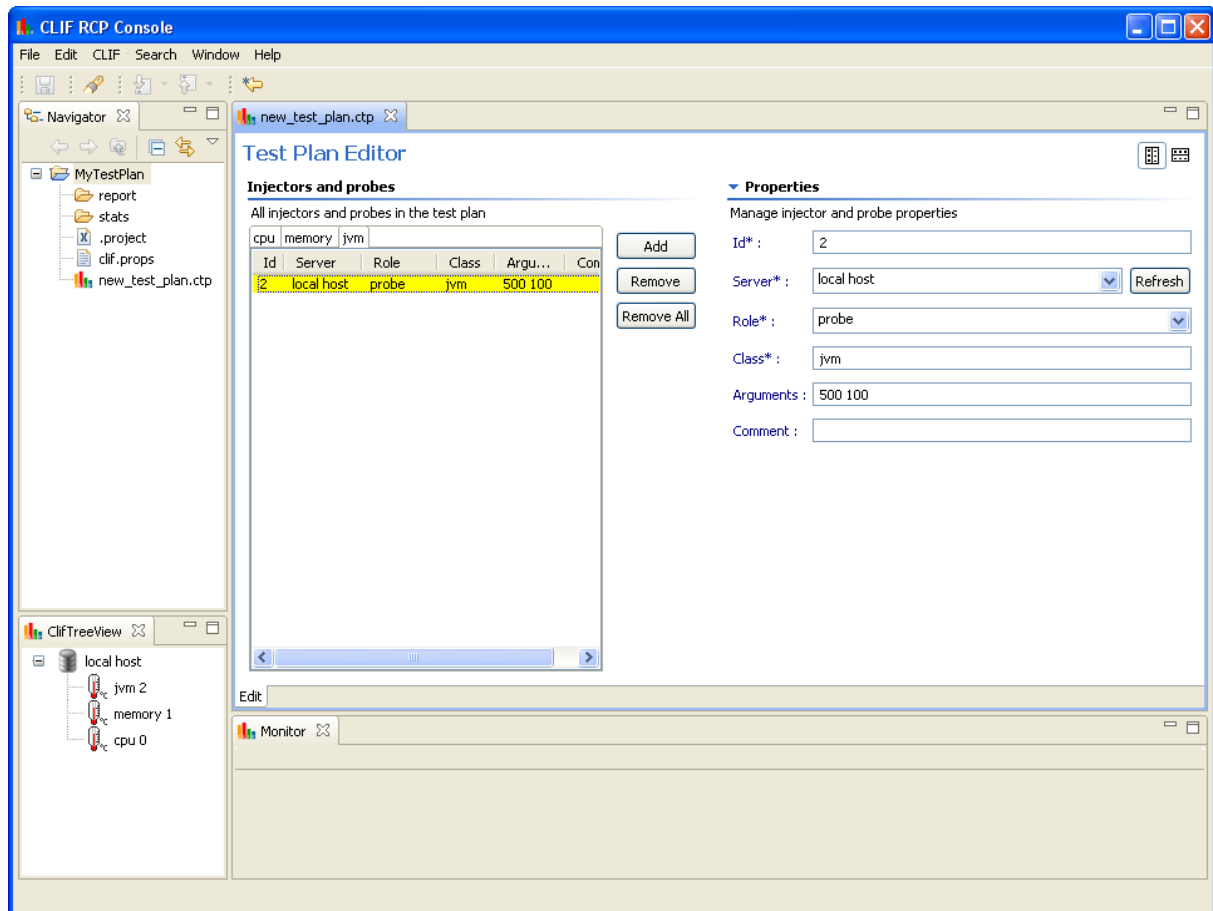 CLIF RCP Console
File Edit CLIF Search Window Help
Navigator
MyTestPlan
report
stats
.project
clif.props
new_test_plan.ctp
new_test_plan.ctp
Test Plan Editor
Injectors and probes
All injectors and probes in the test plan
cpu memory jvm
Id Server Role Class Argu... Con
2 local host probe jvm 500 100
Add
Remove
Remove All
Properties
Manage injector and probe properties
Id* : 2
Server* : local host Refresh
Role* : probe
Class* : jvm
Arguments : 500 100
Comment :
Edit
ClifTreeView
local host
jvm 2
memory 1
cpu 0
Monitor